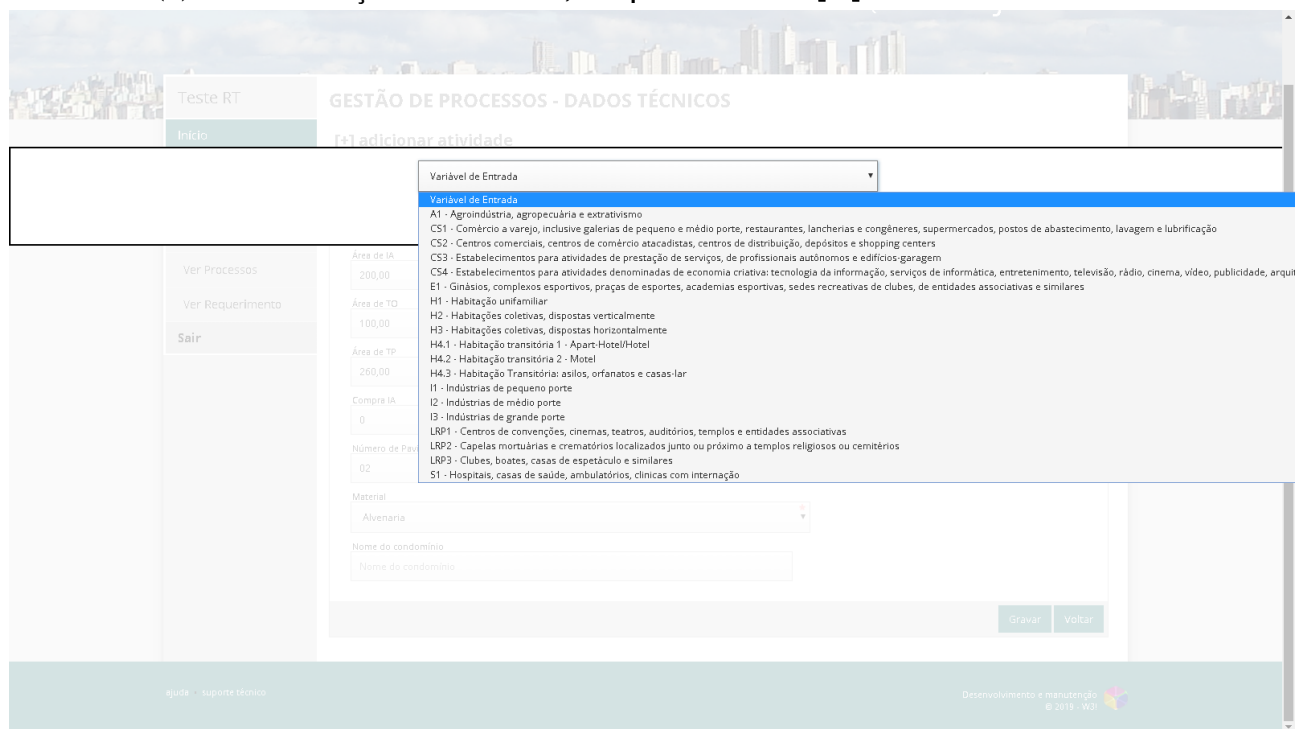 Teste RT
GESTÃO DE PROCESSOS - DADOS TÉCNICOS
Início
[+] adicionar atividade
Variável de Entrada
Variável de Entrada
A1 - Agroindústria, agropecuária e extrativismo
CS1 - Comércio a varejo, inclusive galerias de pequeno e médio porte, restaurantes, lancherias e congêneres, supermercados, postos de abastecimento, lavagem e lubrificação
CS2 - Centros comerciais, centros de comércio atacadistas, centros de distribuição, depósitos e shopping centers
CS3 - Estabelecimentos para atividades de prestação de serviços, de profissionais autônomos e edifícios-garagem
CS4 - Estabelecimentos para atividades denominadas de economia criativa: tecnologia da informação, serviços de informática, entretenimento, televisão, rádio, cinema, vídeo, publicidade, arquit
E1 - Ginásios, complexos esportivos, praças de esportes, academias esportivas, sedes recreativas de clubes, de entidades associativas e similares
H1 - Habitação unifamiliar
H2 - Habitações coletivas, dispostas verticalmente
H3 - Habitações coletivas, dispostas horizontalmente
H4.1 - Habitação transitória 1 - Apart-Hotel/Hotel
H4.2 - Habitação transitória 2 - Motel
H4.3 - Habitação Transitória: asilos, orfanatos e casas-lar
I1 - Indústrias de pequeno porte
I2 - Indústrias de médio porte
I3 - Indústrias de grande porte
LRP1 - Centros de convenções, cinemas, teatros, auditórios, templos e entidades associativas
LRP2 - Capelas mortuárias e crematórios localizados junto ou próximo a templos religiosos ou cemitérios
LRP3 - Clubes, boates, casas de espetáculo e similares
S1 - Hospitais, casas de saúde, ambulatórios, clínicas com internação
Ver Processos
Ver Requerimento
Sair
Área de IA
200,00
Área de TO
100,00
Área de TP
260,00
Compra IA
0
Número de Pavi
02
Material
Alvenaria
Nome do condomínio
Nome do condomínio
Gravar Voltar
ajuda - suporte técnico
Desenvolvimento e manutenção
© 2018 - W3i